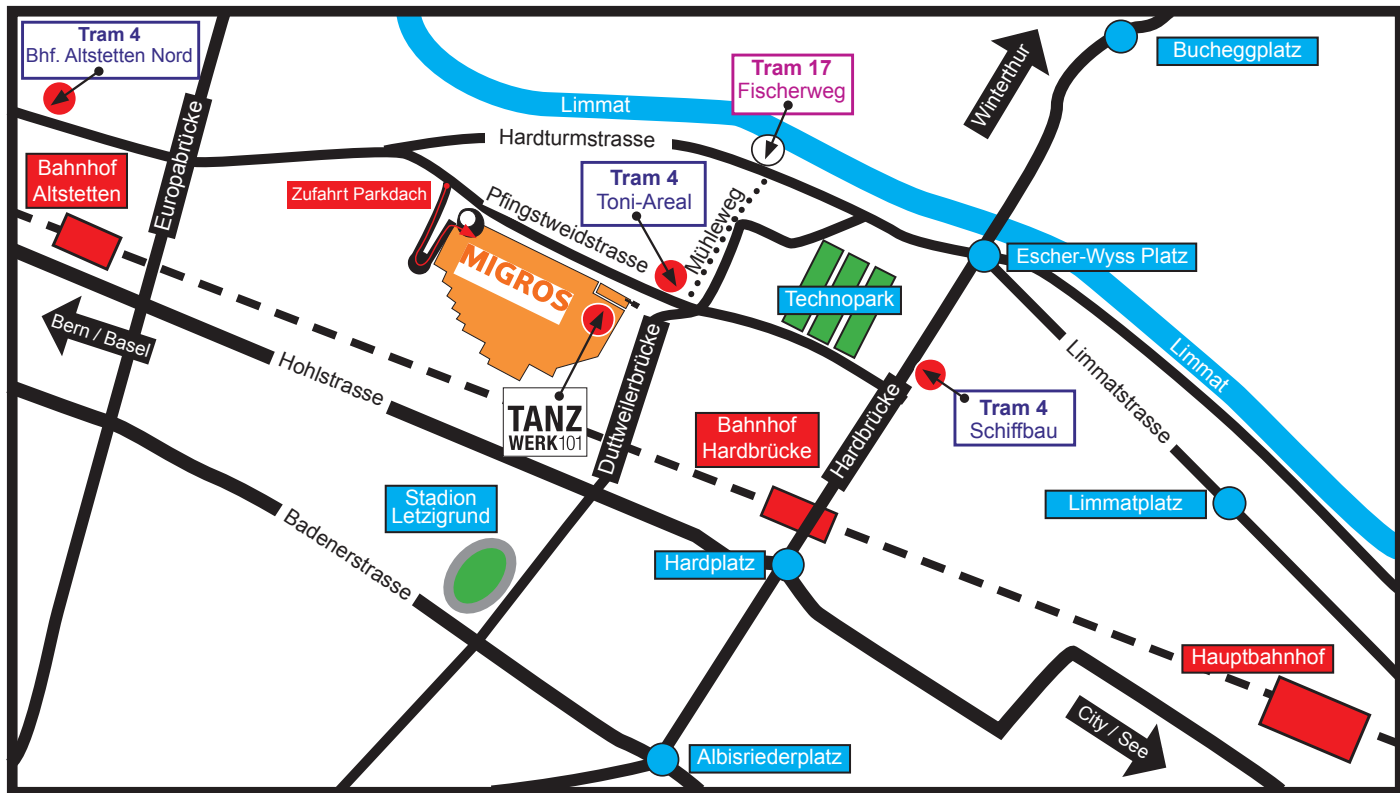 Tram 4
Bhf. Altstetten Nord
Bucheggplatz
Winterthur
Tram 17
Fischerweg
Limmat
Europabrücke
Hardturmstrasse
Bahnhof
Altstetten
Zufahrt Parkdach
Tram 4
Toni-Areal
Pfingstweidstrasse
Mühleweg
MIGROS
Escher-Wyss Platz
Technopark
Bern / Basel
Hohlstrasse
Limmat
Limmatstrasse
TANZ
WERK101
Duttweilerbrücke
Hardbrücke
Tram 4
Schiffbau
Bahnhof
Hardbrücke
Stadion
Letzigrund
Limmatplatz
Badenerstrasse
Hardplatz
Hauptbahnhof
City / See
Albisriederplatz